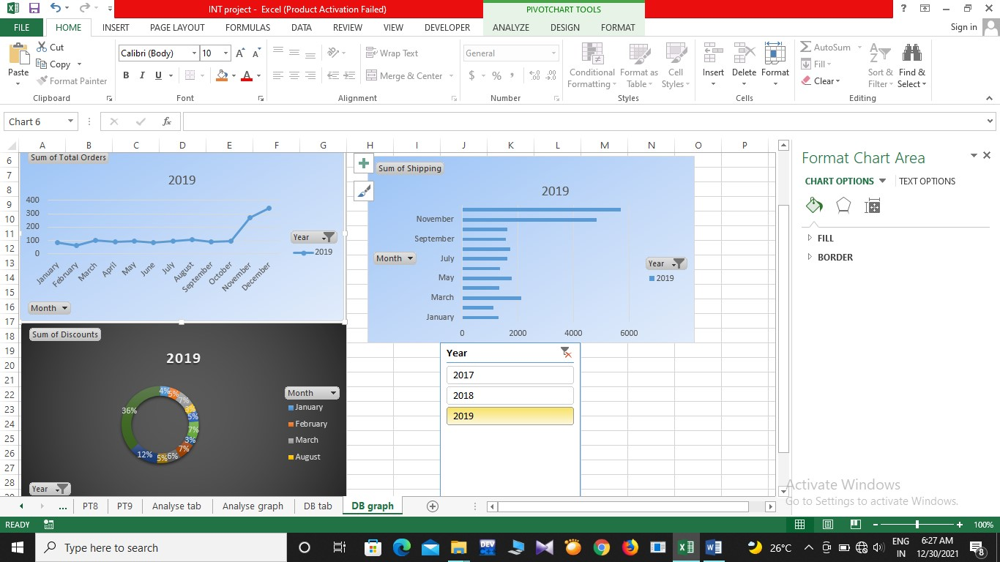 INT project - Excel (Product Activation Failed)
PIVOTCHART TOOLS
?
FILE HOME INSERT PAGE LAYOUT FORMULAS DATA REVIEW VIEW DEVELOPER ANALYZE DESIGN FORMAT Sign in
Paste
Cut
Copy
Format Painter
Clipboard
Calibri (Body) 10
B I U
Font
Wrap Text
Merge & Center
Alignment
General
$ % ,
Number
Conditional Formatting
Format as Table
Cell Styles
Styles
Insert
Delete
Format
Cells
AutoSum
Fill
Clear
Sort & Filter
Find & Select
Editing
Chart 6
fx
A B C D E F G H I J K L M N O P
6
7
8
9
10
11
12
13
14
15
16
17
18
19
20
21
22
23
24
25
26
27
28
Sum of Total Orders
2019
400
300
200
100
0
January February March April May June July August September October November December
Year
2019
Month
Sum of Shipping
2019
November
September
July
May
March
January
0 2000 4000 6000
Month
Year
2019
Sum of Discounts
2019
36%
4%
5%
7%
5%
7%
3%
7%
6%
5%
12%
Month
January
February
March
August
Year
Year
2017
2018
2019
Format Chart Area
CHART OPTIONS TEXT OPTIONS
FILL
BORDER
Activate Windows
Go to Settings to activate Windows.
... PT8 PT9 Analyse tab Analyse graph DB tab DB graph
READY
100%
Type here to search
DEV
26°C
ENG
IN
6:27 AM
12/30/2021
8